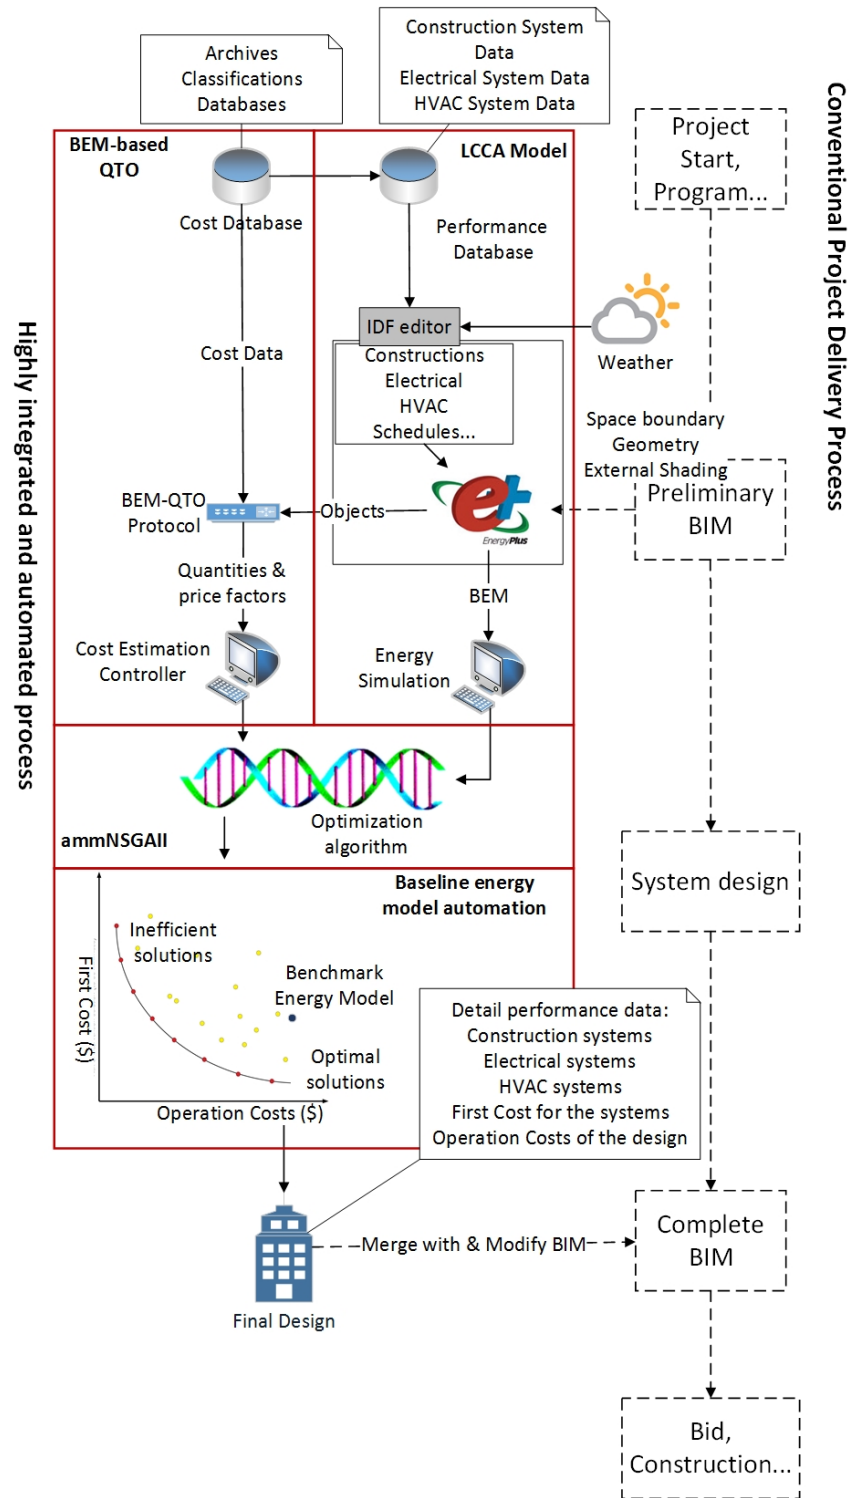 Archives
Classifications
Databases
Construction System
Data
Electrical System Data
HVAC System Data
BEM-based
QTO
LCCA Model
Cost Database
Performance
Database
Project
Start,
Program...
Conventional Project Delivery Process
Highly integrated and automated process
IDF editor
Weather
Cost Data
Constructions
Electrical
HVAC
Schedules...
Space boundary
Geometry
External Shading
Preliminary
BIM
BEM-QTO
Protocol
Objects
e+
EnergyPlus
Quantities &
price factors
BEM
Cost Estimation
Controller
Energy
Simulation
Optimization
algorithm
ammNSGAII
System design
Baseline energy
model automation
Inefficient
solutions
Benchmark
Energy Model
Optimal
solutions
First Cost ($)
Operation Costs ($)
Detail performance data:
Construction systems
Electrical systems
HVAC systems
First Cost for the systems
Operation Costs of the design
Merge with & Modify BIM
Complete
BIM
Final Design
Bid,
Construction...